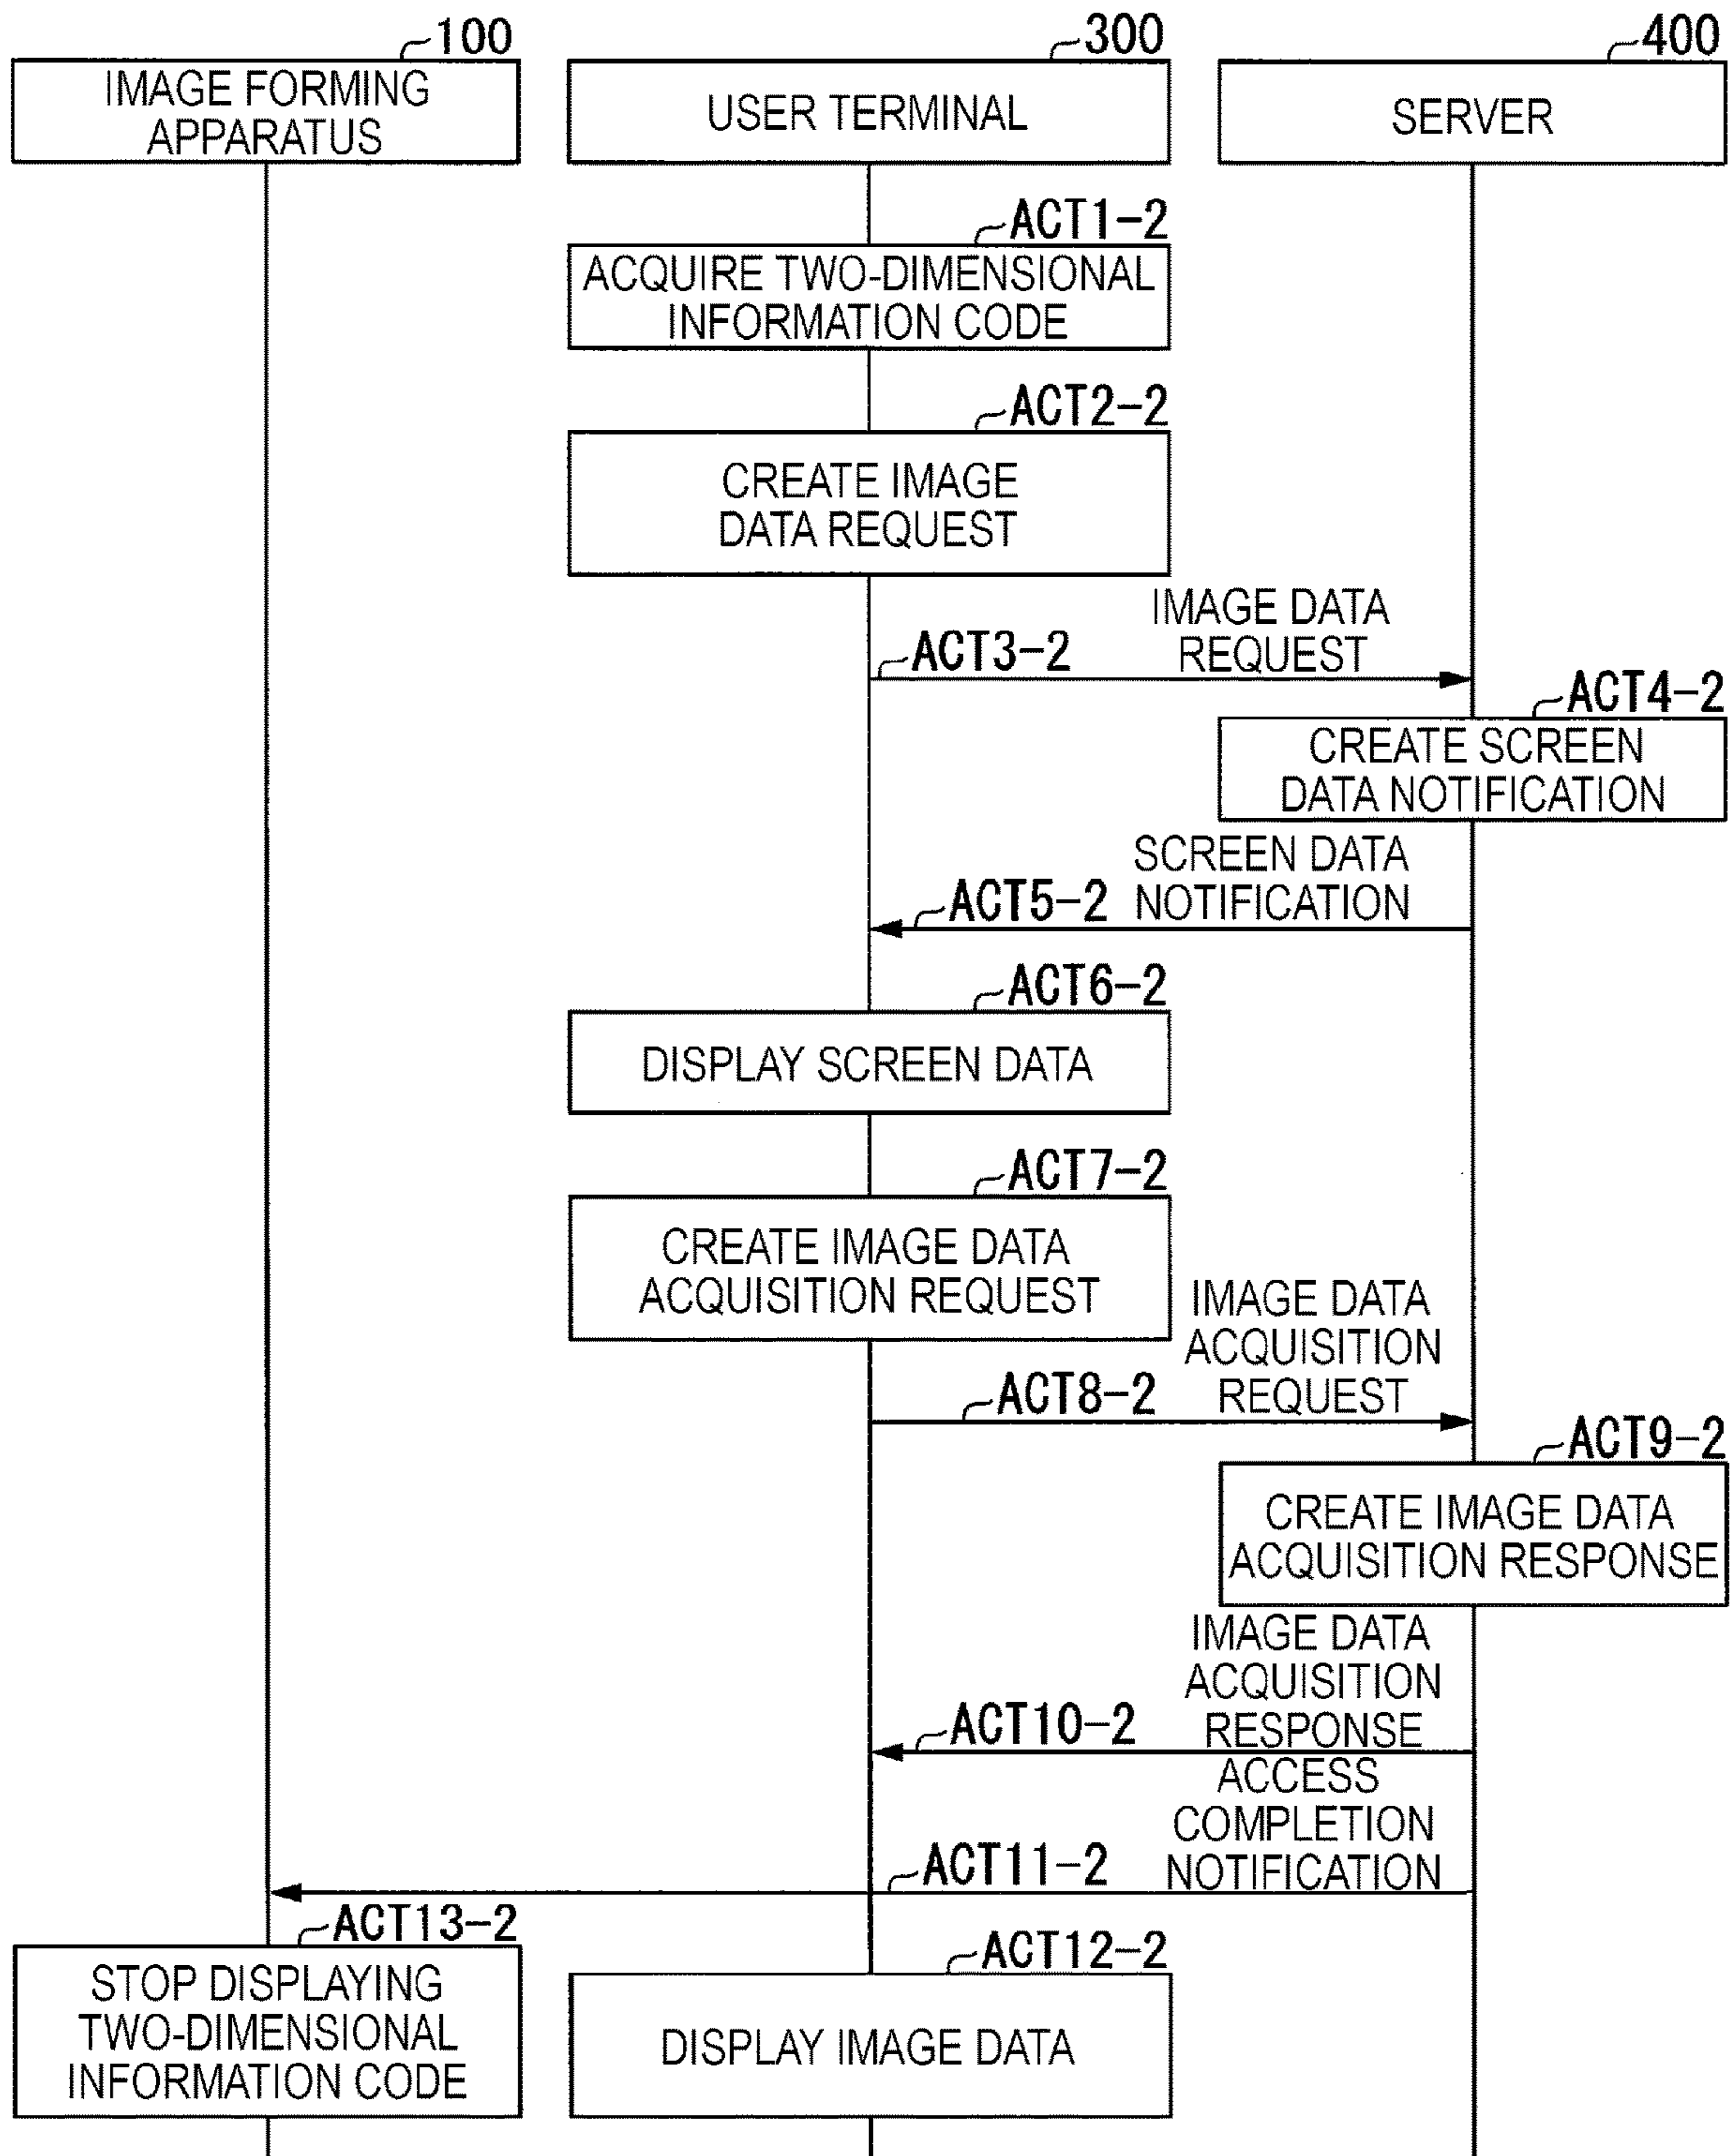 100
IMAGE FORMING
APPARATUS
300
USER TERMINAL
400
SERVER
ACT1-2
ACQUIRE TWO-DIMENSIONAL
INFORMATION CODE
ACT2-2
CREATE IMAGE
DATA REQUEST
IMAGE DATA
REQUEST
ACT3-2
ACT4-2
CREATE SCREEN
DATA NOTIFICATION
SCREEN DATA
NOTIFICATION
ACT5-2
ACT6-2
DISPLAY SCREEN DATA
ACT7-2
CREATE IMAGE DATA
ACQUISITION REQUEST
IMAGE DATA
ACQUISITION
REQUEST
ACT8-2
ACT9-2
CREATE IMAGE DATA
ACQUISITION RESPONSE
IMAGE DATA
ACQUISITION
RESPONSE
ACT10-2
ACCESS
COMPLETION
NOTIFICATION
ACT11-2
ACT13-2
STOP DISPLAYING
TWO-DIMENSIONAL
INFORMATION CODE
ACT12-2
DISPLAY IMAGE DATA